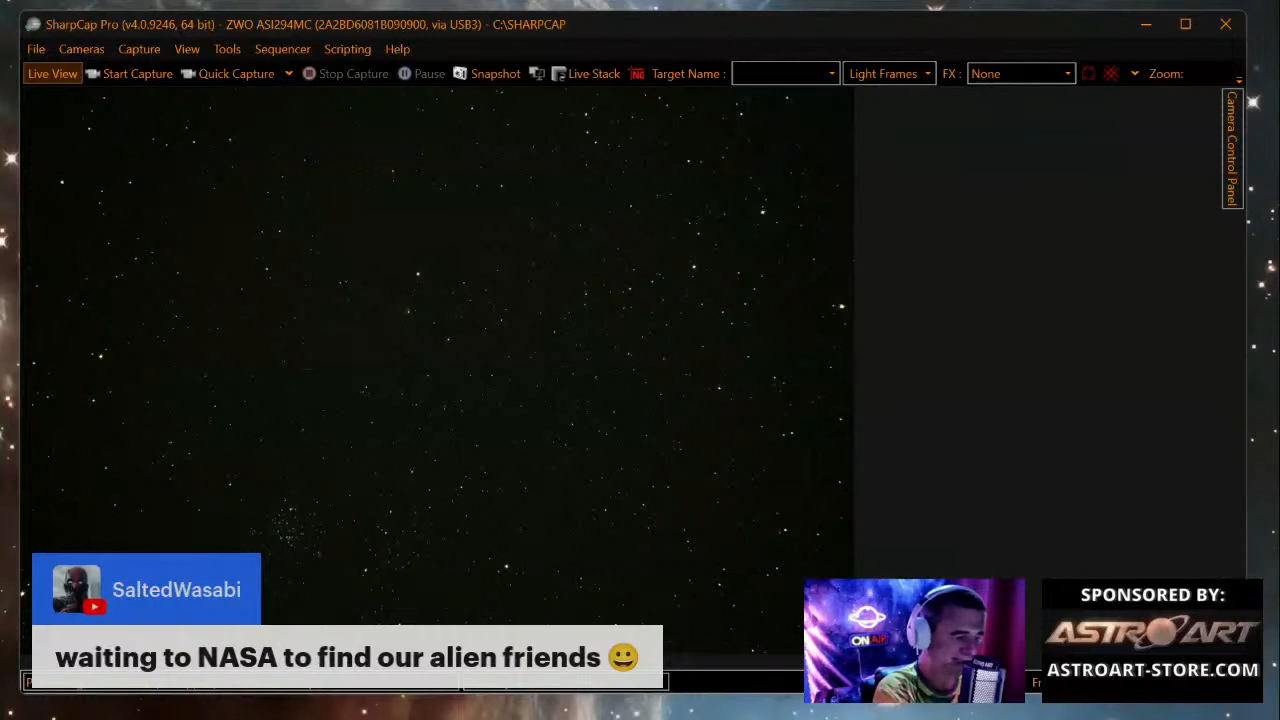 SharpCap Pro (v4.0.9246, 64 bit) - ZWO ASI294MC (2A2BD6081B090900, via USB3) - C:\SHARPCAP
File Cameras Capture View Tools Sequencer Scripting Help
Live View Start Capture Quick Capture Stop Capture Pause Snapshot Live Stack Target Name : Light Frames FX : None Zoom:
Camera Control Panel
SaltedWasabi
waiting to NASA to find our alien friends 😀
ON AIR
SPONSORED BY:
ASTROART
ASTROART-STORE.COM